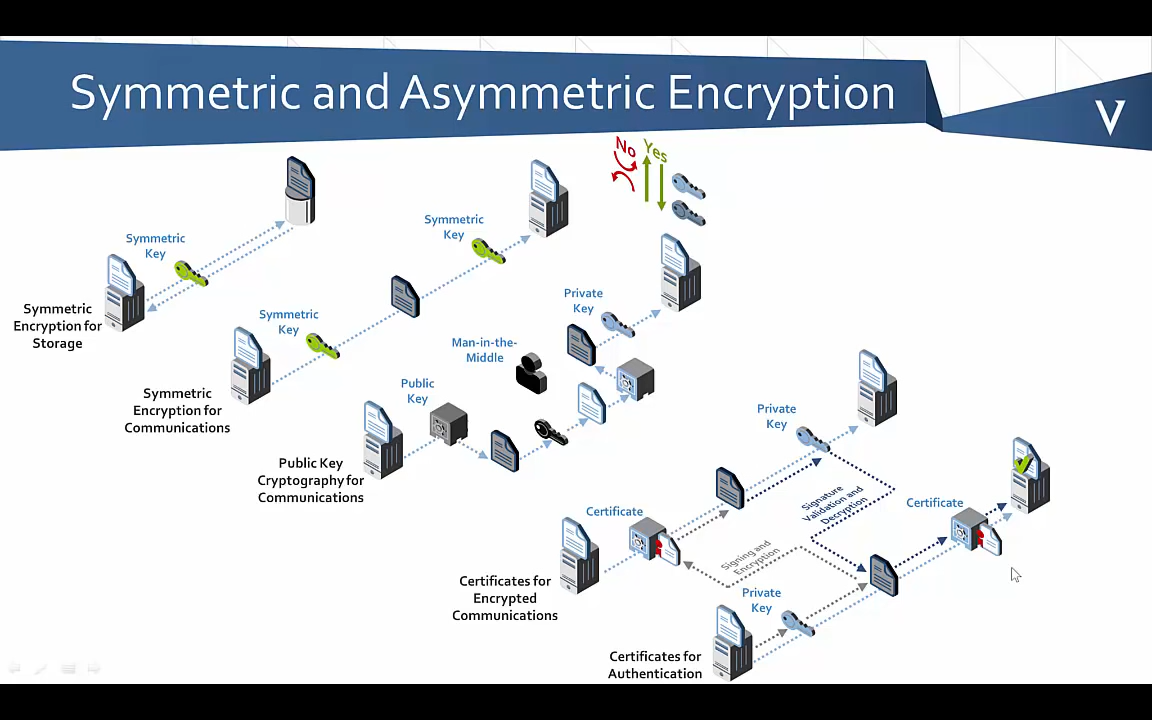 Symmetric and Asymmetric Encryption
V
No
Yes
Symmetric
Key
Symmetric
Key
Symmetric
Encryption for
Storage
Symmetric
Key
Symmetric
Encryption for
Communications
Private
Key
Man-in-the-
Middle
Public
Key
Public Key
Cryptography for
Communications
Private
Key
Signature
Validation and
Decryption
Certificate
Certificate
Signing and
Encryption
Certificates for
Encrypted
Communications
Private
Key
Certificates for
Authentication